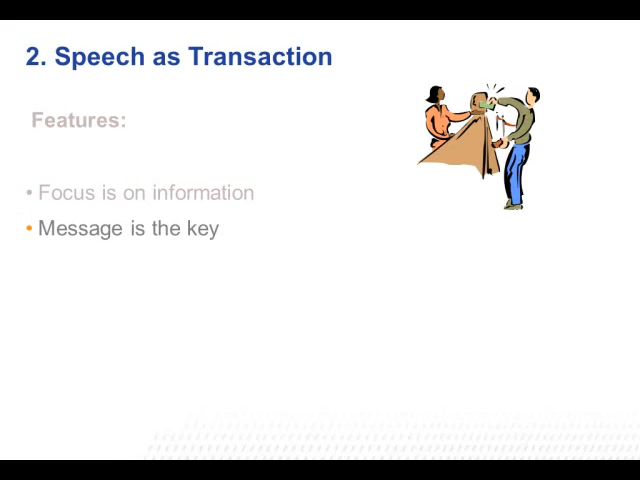 2. Speech as Transaction
Features:
• Focus is on information
• Message is the key